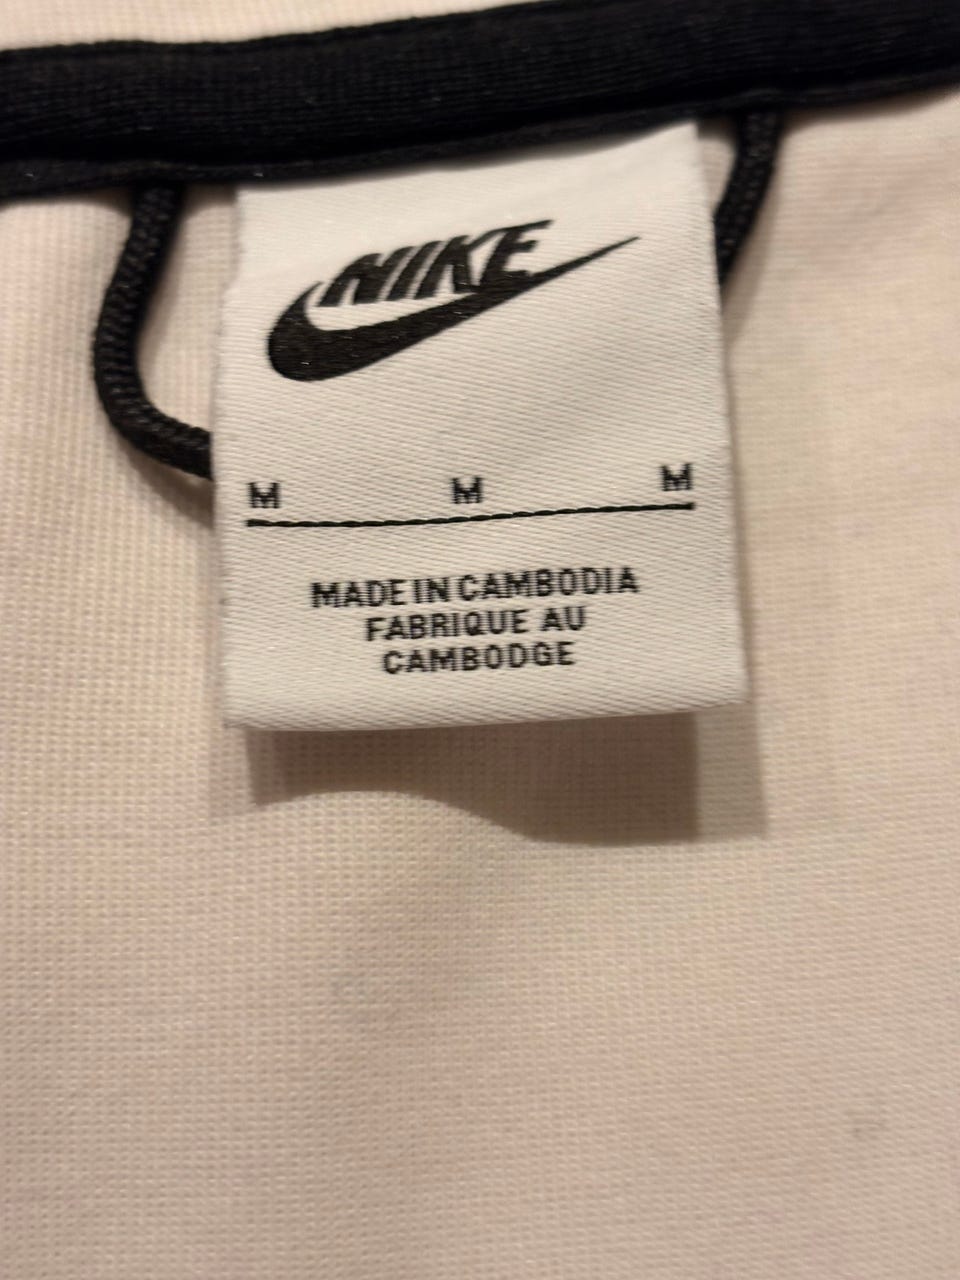 NIKE
M M M
MADE IN CAMBODIA
FABRIQUE AU
CAMBODGE